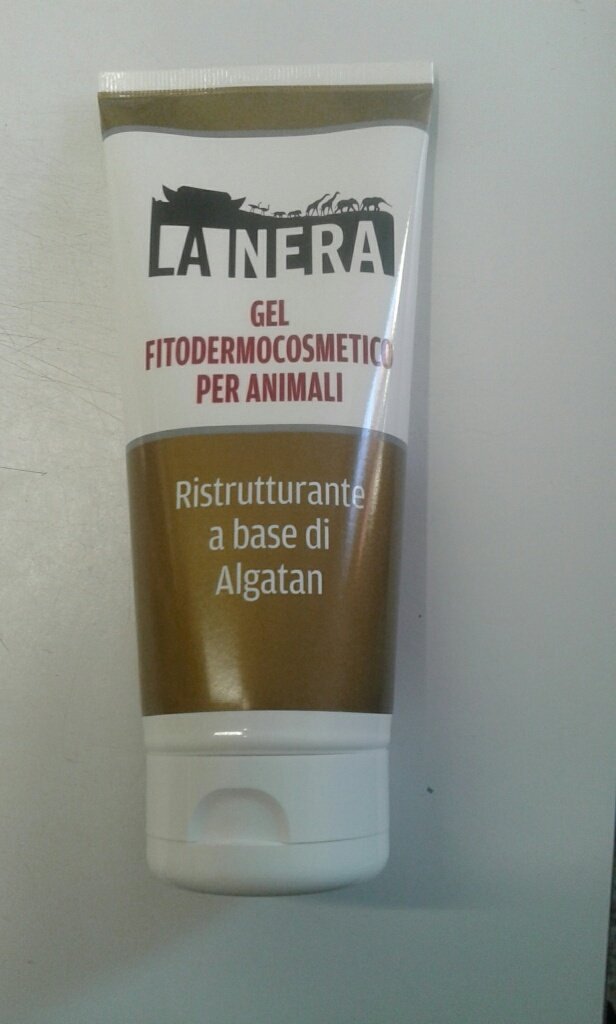 LA NERA
GEL
FITODERMOCOSMETICO
PER ANIMALI
Ristrutturante
a base di
Algatan